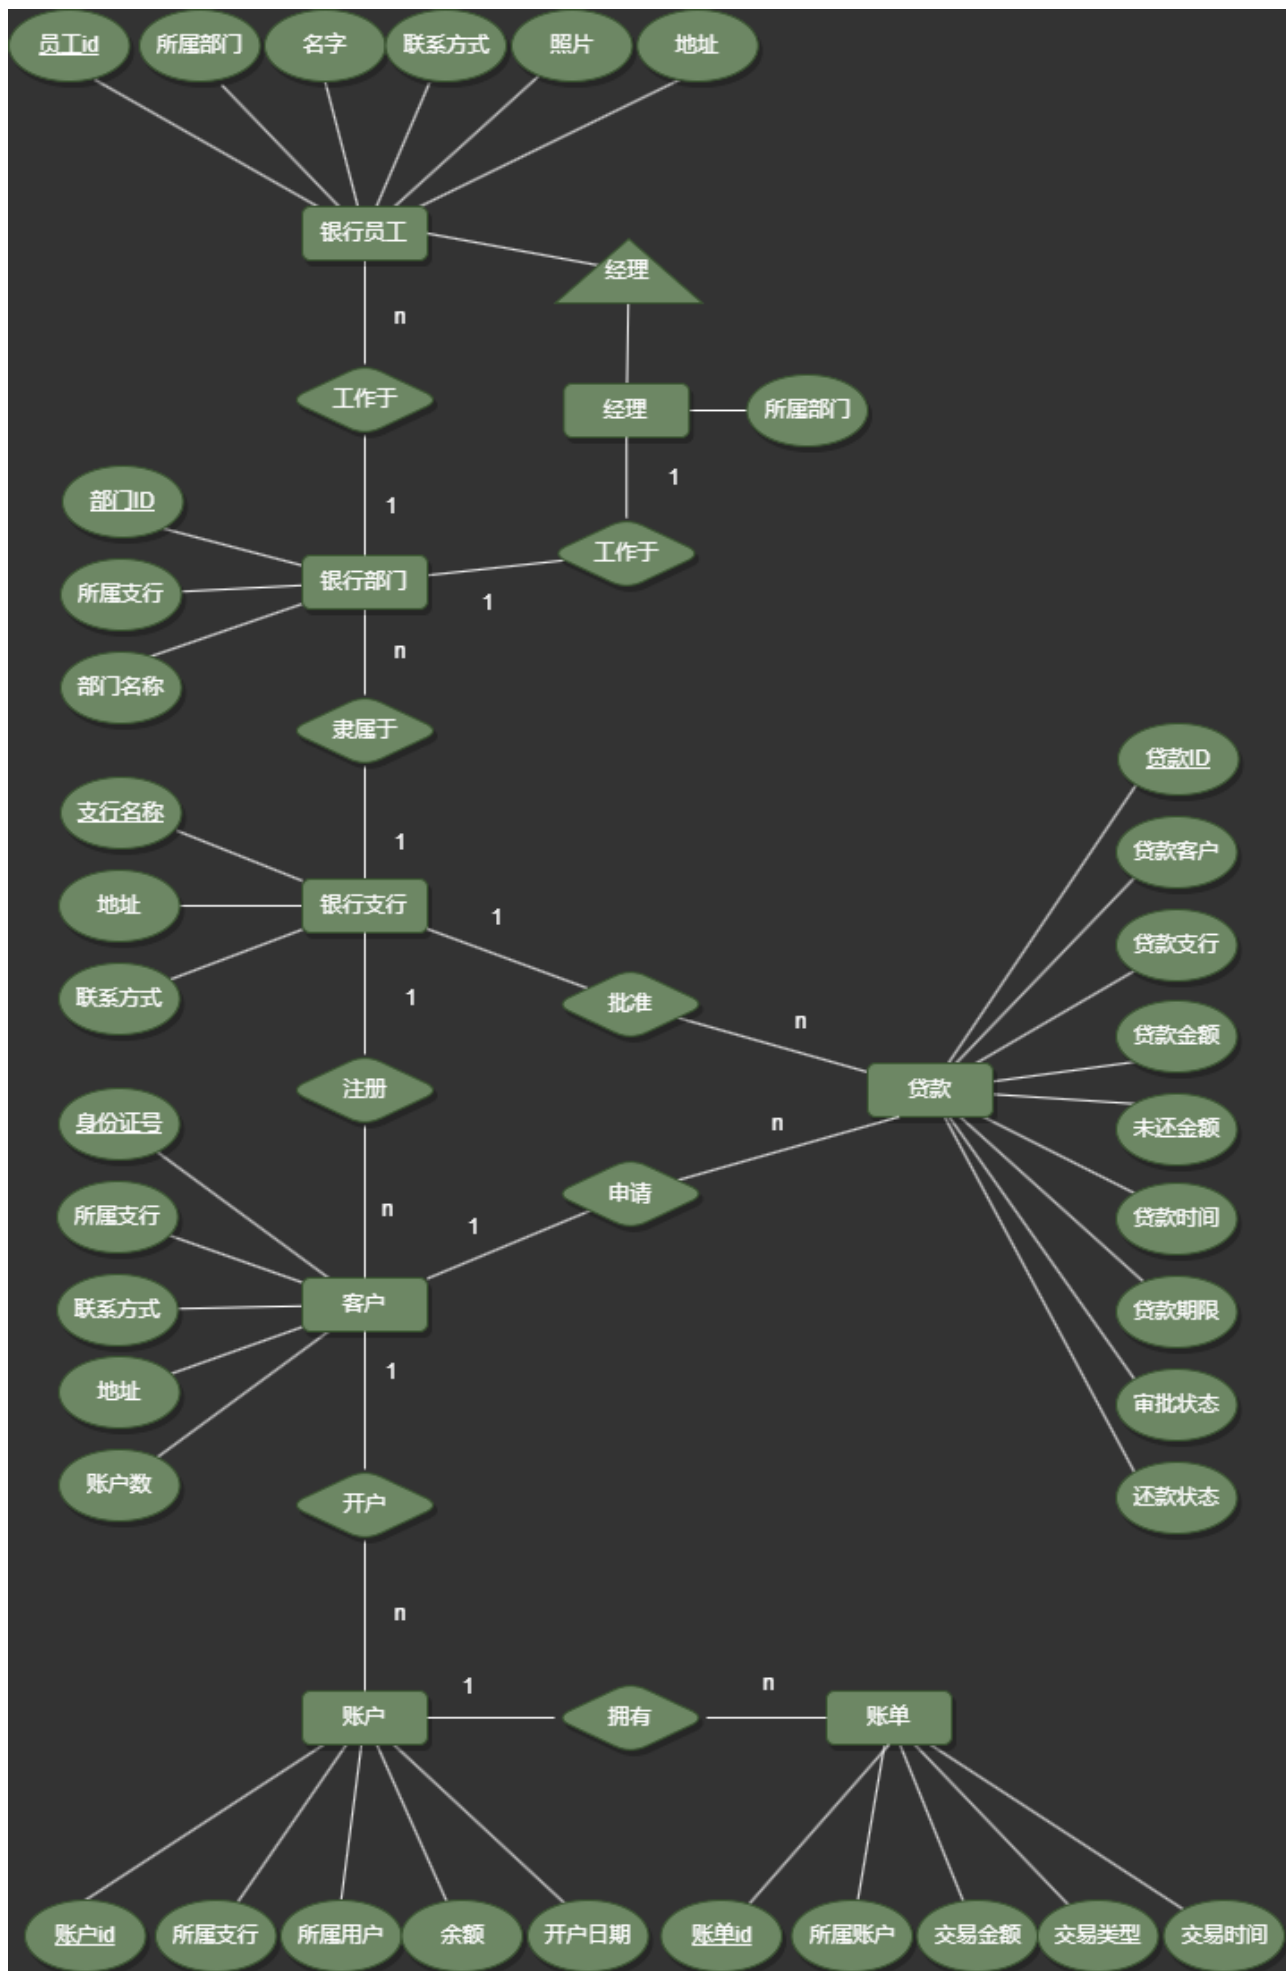 员工id
所属部门
名字
联系方式
照片
地址
银行员工
经理
n
工作于
经理
所属部门
1
1
部门ID
工作于
银行部门
所属支行
1
n
部门名称
隶属于
贷款ID
支行名称
1
贷款客户
地址
银行支行
1
贷款支行
联系方式
1
批准
n
贷款金额
注册
贷款
身份证号
n
未还金额
申请
所属支行
n
1
贷款时间
客户
联系方式
贷款期限
1
地址
审批状态
账户数
开户
还款状态
n
1
n
账户
拥有
账单
账户id
所属支行
所属用户
余额
开户日期
账单id
所属账户
交易金额
交易类型
交易时间